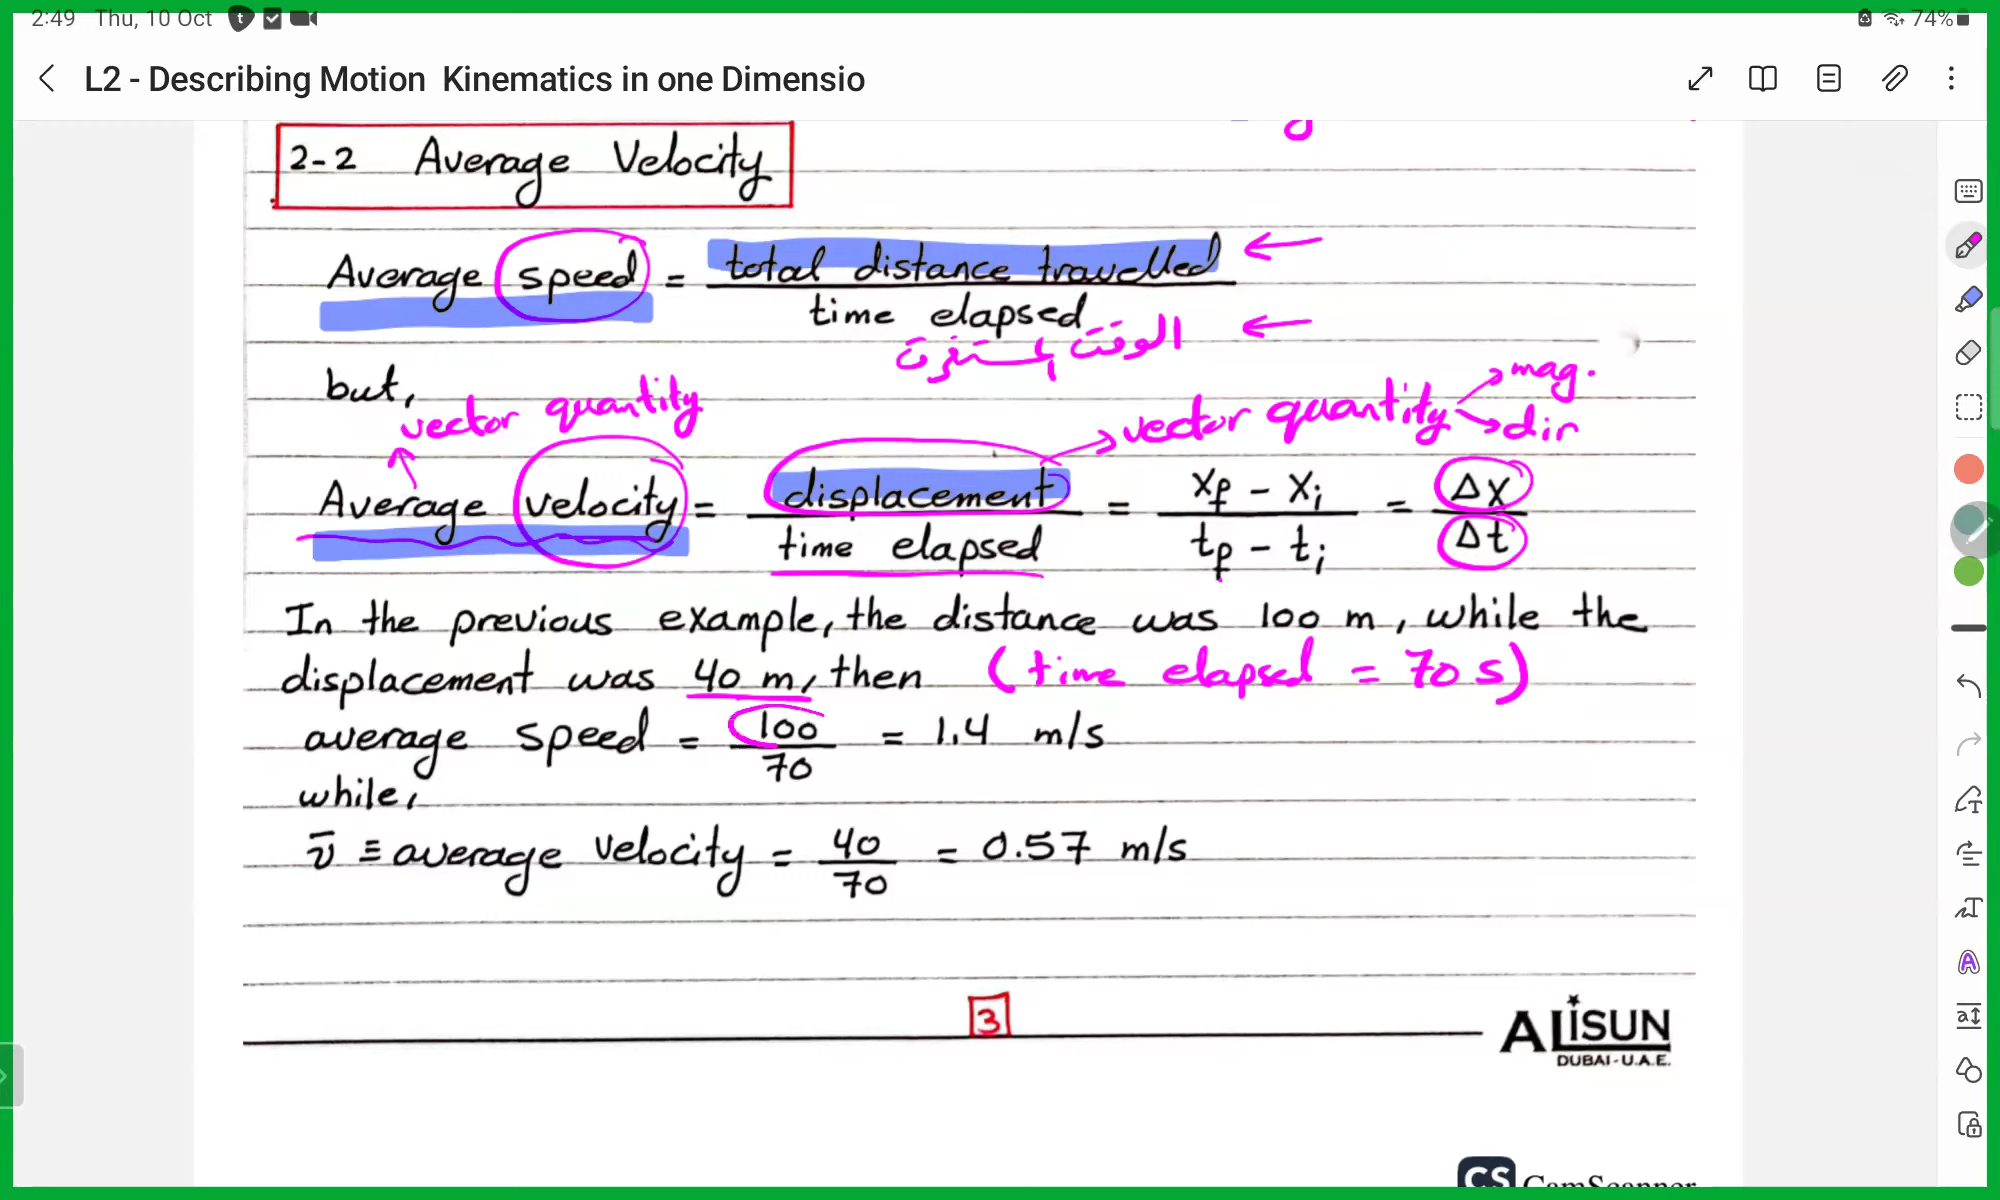 2:49 Thu, 10 Oct 74%
L2 - Describing Motion Kinematics in one Dimensio
2-2 Average Velocity
Average speed = total distance travelled / time elapsed
الوقت
but,
vector quantity
vector quantity mag. dir
Average velocity = displacement / time elapsed = xf - xi / tf - ti = Δx / Δt
In the previous example, the distance was 100 m, while the
displacement was 40 m, then (time elapsed = 70 s)
average speed = 100 / 70 = 1.4 m/s
while,
v̄ ≡ average velocity = 40 / 70 = 0.57 m/s
3
ALiSUN
DUBAI - U.A.E.
CS CamScanner